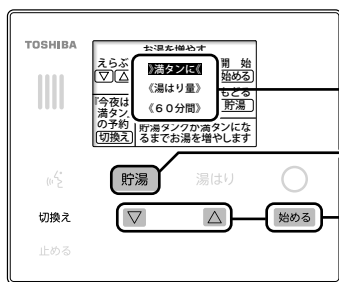 TOSHIBA
お湯を増やす
えらぶ
▽△
》満タンに《
《湯はり量》
《60分間》
開 始
始める
もどる
貯湯
『今夜は
満タン』
の予約
切換え
貯湯タンクが満タンにな
るまでお湯を増やします
貯湯
湯はり
切換え
▽
△
始める
止める